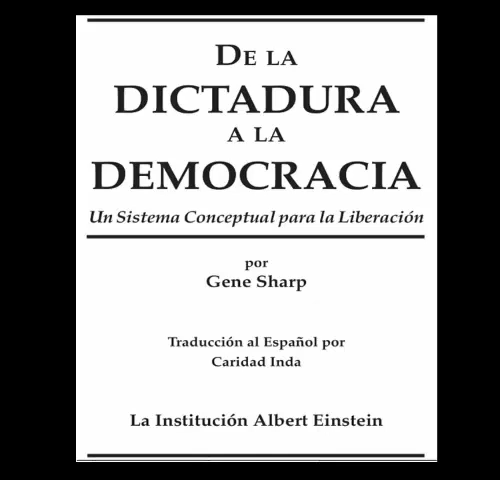 DE LA
DICTADURA
A LA
DEMOCRACIA
Un Sistema Conceptual para la Liberación
por
Gene Sharp
Traducción al Español por
Caridad Inda
La Institución Albert Einstein